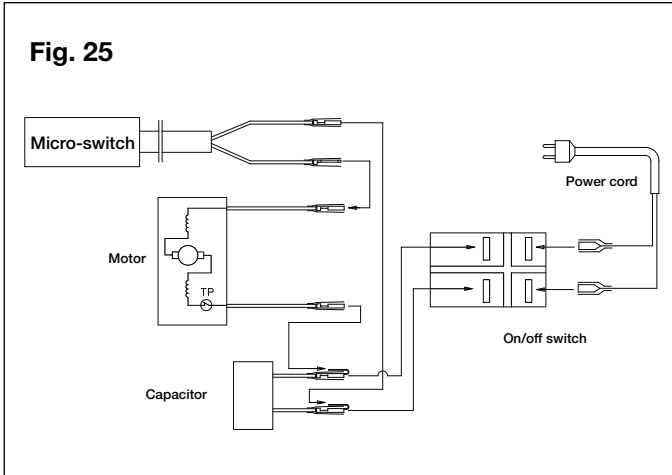 Fig. 25
Micro-switch
Power cord
Motor
TP
On/off switch
Capacitor